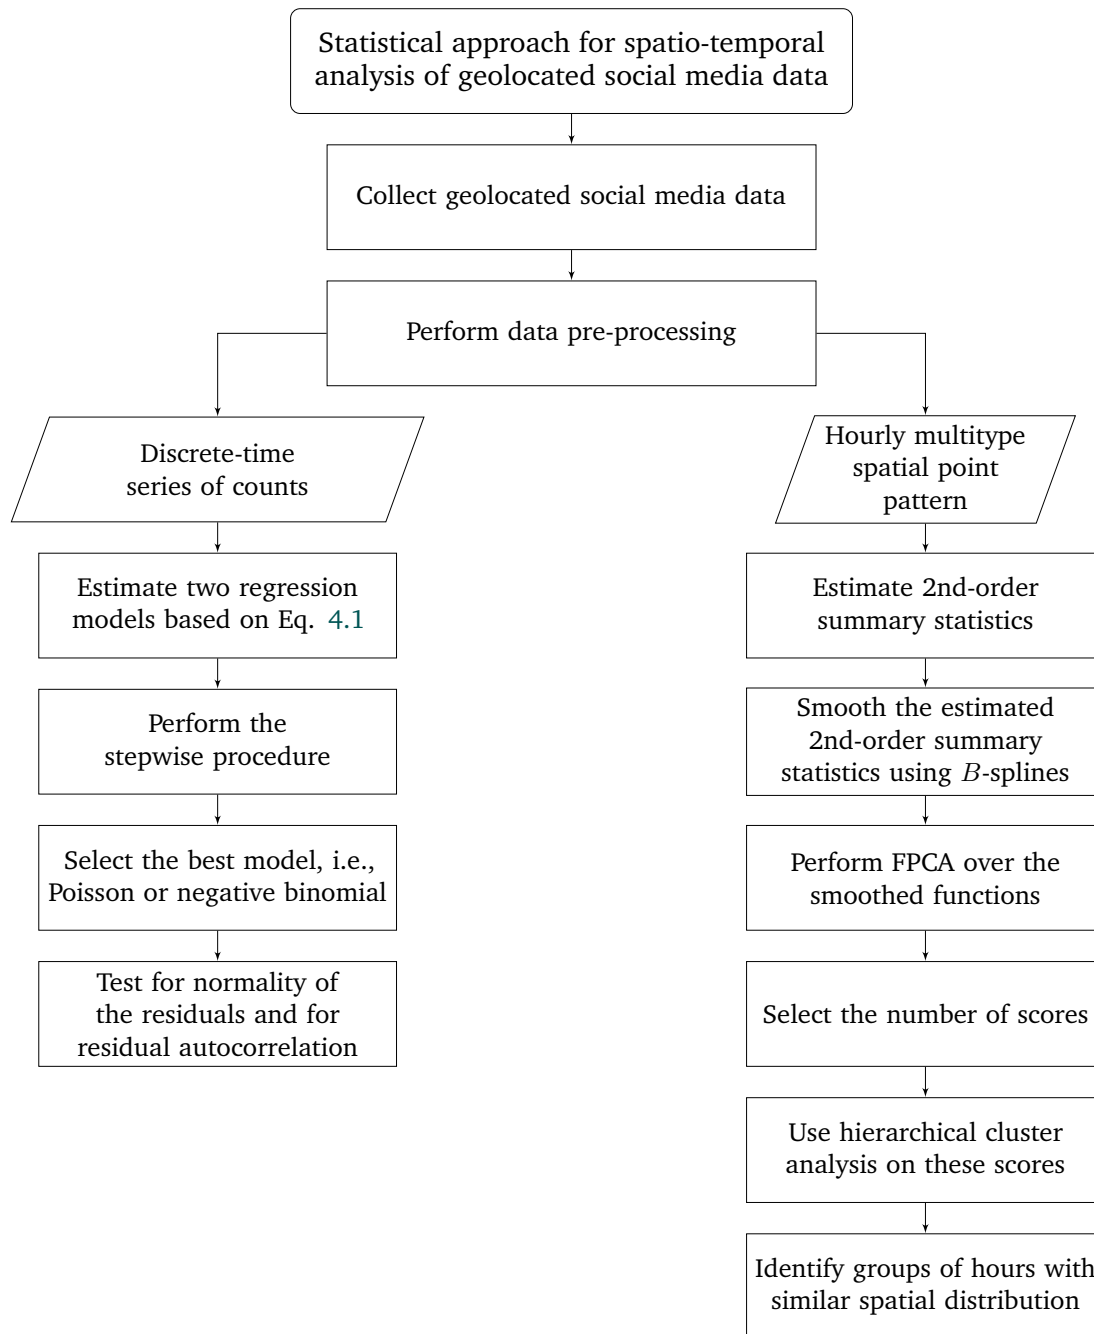 Statistical approach for spatio-temporal
analysis of geolocated social media data
Collect geolocated social media data
Perform data pre-processing
Discrete-time
series of counts
Estimate two regression
models based on Eq. 4.1
Perform the
stepwise procedure
Select the best model, i.e.,
Poisson or negative binomial
Test for normality of
the residuals and for
residual autocorrelation
Hourly multitype
spatial point
pattern
Estimate 2nd-order
summary statistics
Smooth the estimated
2nd-order summary
statistics using B-splines
Perform FPCA over the
smoothed functions
Select the number of scores
Use hierarchical cluster
analysis on these scores
Identify groups of hours with
similar spatial distribution